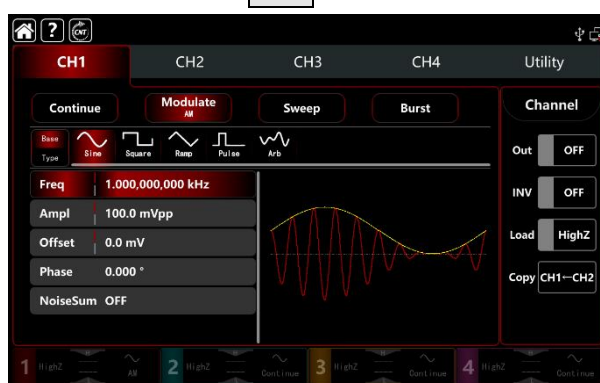 ? CNT
CH1 CH2 CH3 CH4 Utility
Continue Modulate AM Sweep Burst Channel
Base Type Sine Square Ramp Pulse Arb
Out OFF
Freq 1.000,000,000 kHz
INV OFF
Ampl 100.0 mVpp
Offset 0.0 mV
Load HighZ
Phase 0.000 °
Copy CH1←CH2
NoiseSum OFF
1 HighZ AM 2 HighZ Continue 3 HighZ Continue 4 HighZ Continue